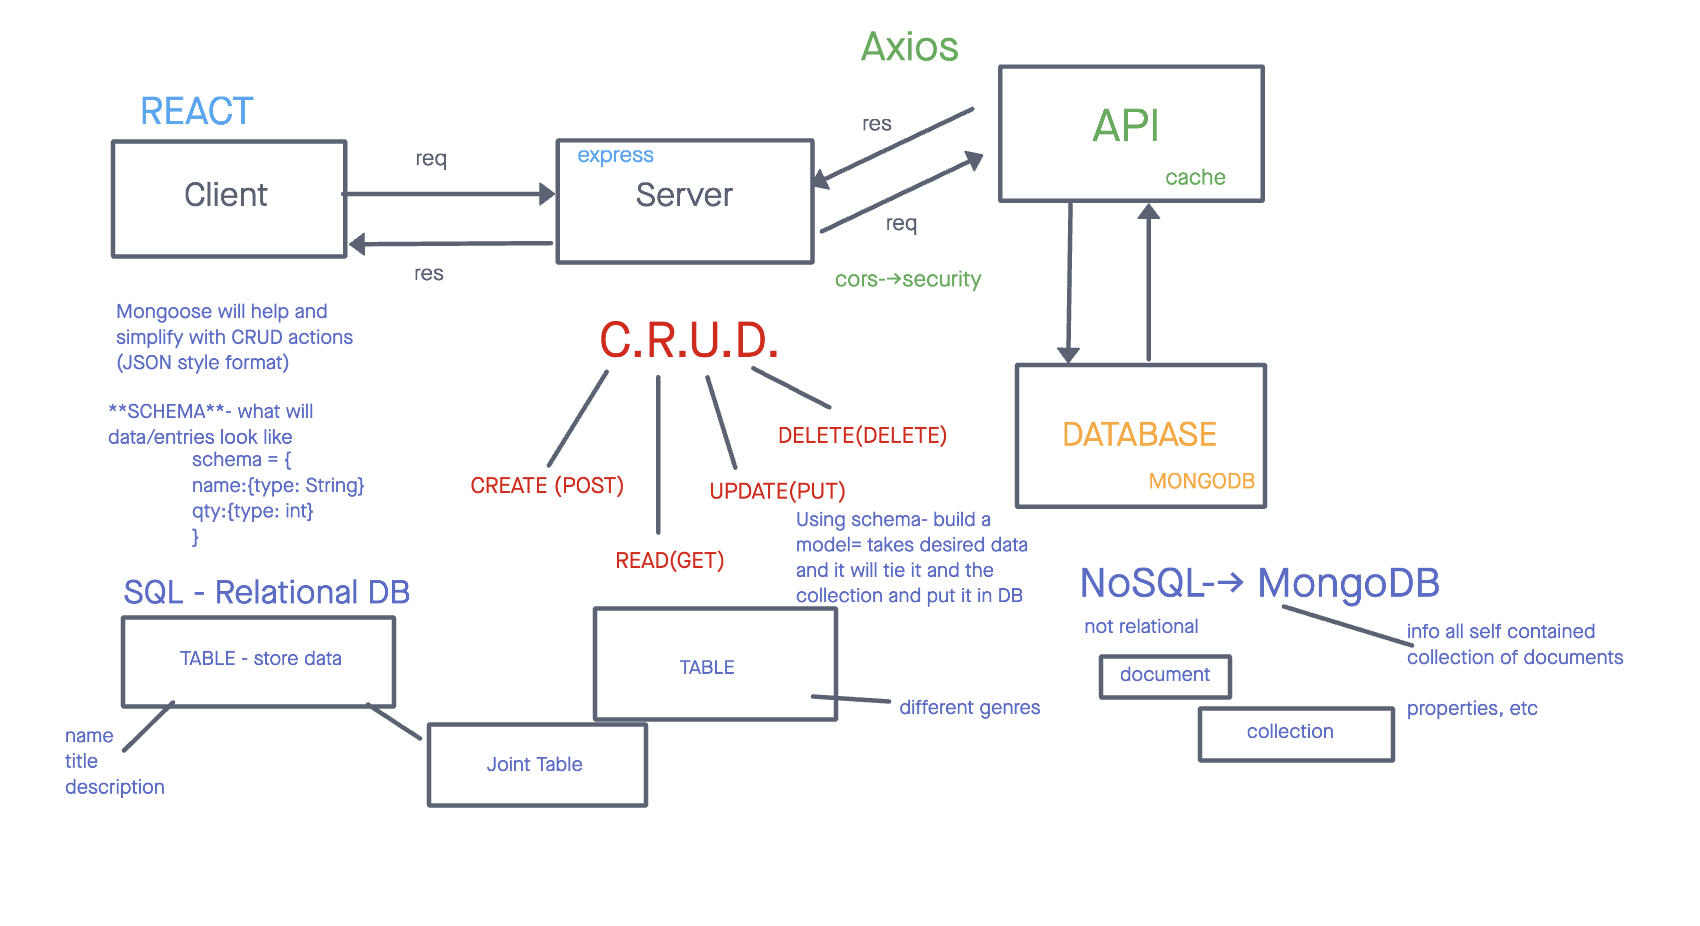 Axios
REACT
Client
req
res
express
Server
res
req
API
cache
cors-→security
Mongoose will help and
simplify with CRUD actions
(JSON style format)
**SCHEMA**- what will
data/entries look like
schema = {
name:{type: String}
qty:{type: int}
}
C.R.U.D.
CREATE (POST)
READ(GET)
UPDATE(PUT)
DELETE(DELETE)
DATABASE
MONGODB
Using schema- build a
model= takes desired data
and it will tie it and the
collection and put it in DB
SQL - Relational DB
TABLE - store data
name
title
description
Joint Table
TABLE
different genres
NoSQL-→ MongoDB
not relational
document
collection
info all self contained
collection of documents
properties, etc